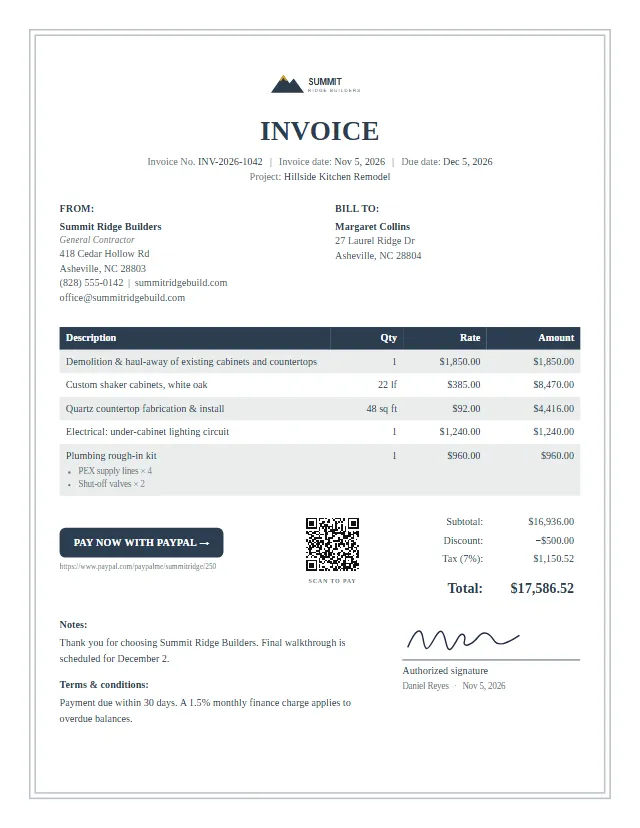 SUMMIT
RIDGE BUILDERS
INVOICE
Invoice No. INV-2026-1042 | Invoice date: Nov 5, 2026 | Due date: Dec 5, 2026
Project: Hillside Kitchen Remodel
FROM:
Summit Ridge Builders
General Contractor
418 Cedar Hollow Rd
Asheville, NC 28803
(828) 555-0142 | summitridgebuild.com
office@summitridgebuild.com
BILL TO:
Margaret Collins
27 Laurel Ridge Dr
Asheville, NC 28804
Description Qty Rate Amount
Demolition & haul-away of existing cabinets and countertops 1 $1,850.00 $1,850.00
Custom shaker cabinets, white oak 22 lf $385.00 $8,470.00
Quartz countertop fabrication & install 48 sq ft $92.00 $4,416.00
Electrical: under-cabinet lighting circuit 1 $1,240.00 $1,240.00
Plumbing rough-in kit 1 $960.00 $960.00
• PEX supply lines × 4
• Shut-off valves × 2
PAY NOW WITH PAYPAL →
https://www.paypal.com/paypalme/summitridge/250
SCAN TO PAY
Subtotal: $16,936.00
Discount: −$500.00
Tax (7%): $1,150.52
Total: $17,586.52
Notes:
Thank you for choosing Summit Ridge Builders. Final walkthrough is
scheduled for December 2.
Terms & conditions:
Payment due within 30 days. A 1.5% monthly finance charge applies to
overdue balances.
Authorized signature
Daniel Reyes · Nov 5, 2026